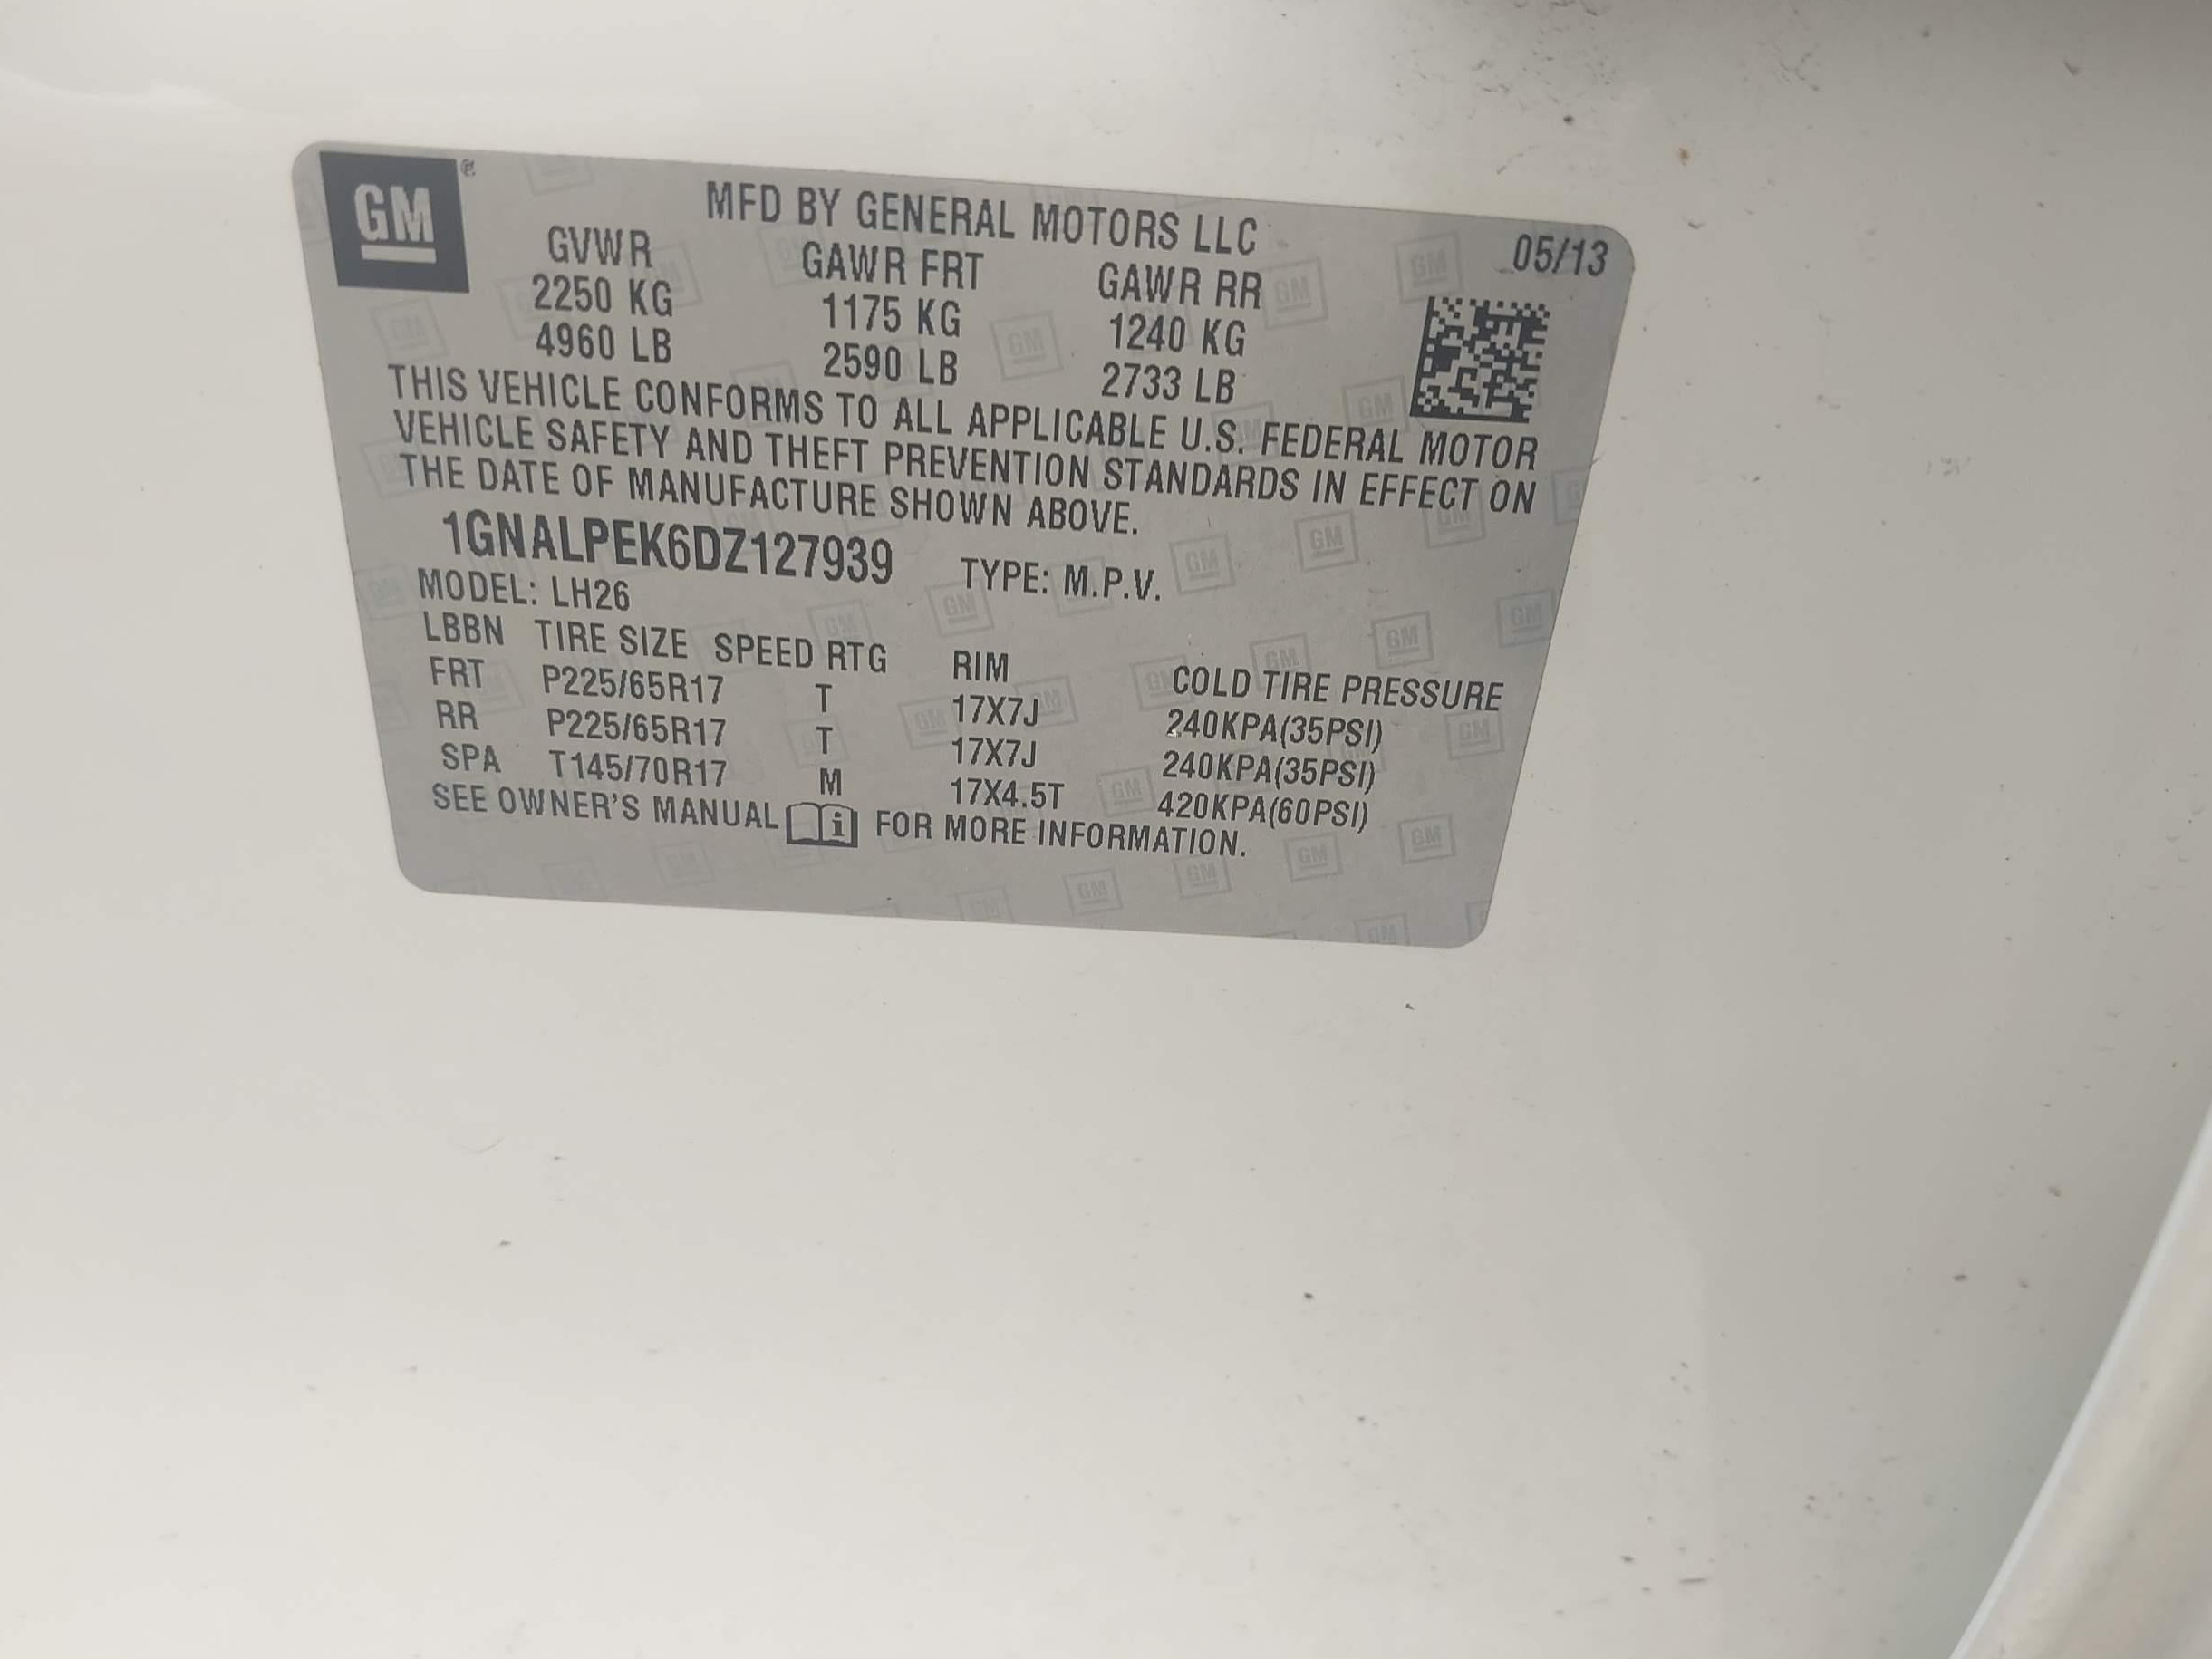 GM
MFD BY GENERAL MOTORS LLC 05/13
GVWR GAWR FRT GAWR RR
2250 KG 1175 KG 1240 KG
4960 LB 2590 LB 2733 LB
THIS VEHICLE CONFORMS TO ALL APPLICABLE U.S. FEDERAL MOTOR
VEHICLE SAFETY AND THEFT PREVENTION STANDARDS IN EFFECT ON
THE DATE OF MANUFACTURE SHOWN ABOVE.
1GNALPEK6DZ127939 TYPE: M.P.V.
MODEL: LH26
LBBN TIRE SIZE SPEED RTG RIM COLD TIRE PRESSURE
FRT P225/65R17 T 17X7J 240KPA(35PSI)
RR P225/65R17 T 17X7J 240KPA(35PSI)
SPA T145/70R17 M 17X4.5T 420KPA(60PSI)
SEE OWNER'S MANUAL i FOR MORE INFORMATION.